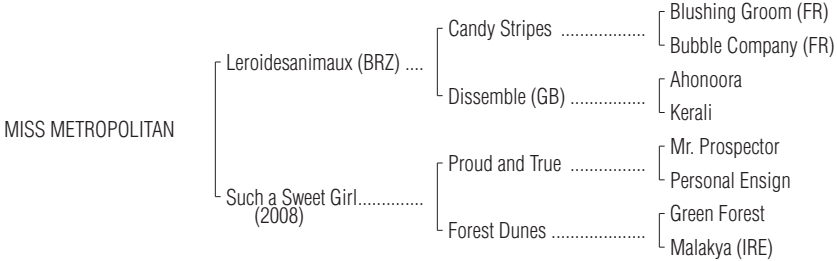 Blushing Groom (FR)
Candy Stripes ..................
Bubble Company (FR)
Leroidesanimaux (BRZ) ....
Ahonoora
Dissemble (GB) ................
Kerali
MISS METROPOLITAN
Mr. Prospector
Proud and True ................
Personal Ensign
Such a Sweet Girl..............
(2008)
Green Forest
Forest Dunes ....................
Malakya (IRE)